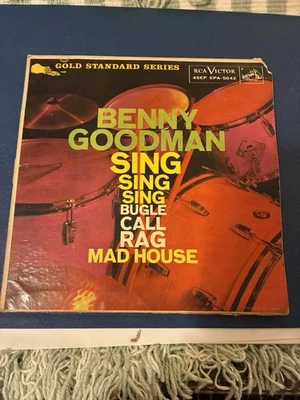 GOLD STANDARD SERIES
RCA VICTOR
45EP EPA-5042
BENNY
GOODMAN
SING
SING
SING
BUGLE
CALL
RAG
MAD HOUSE